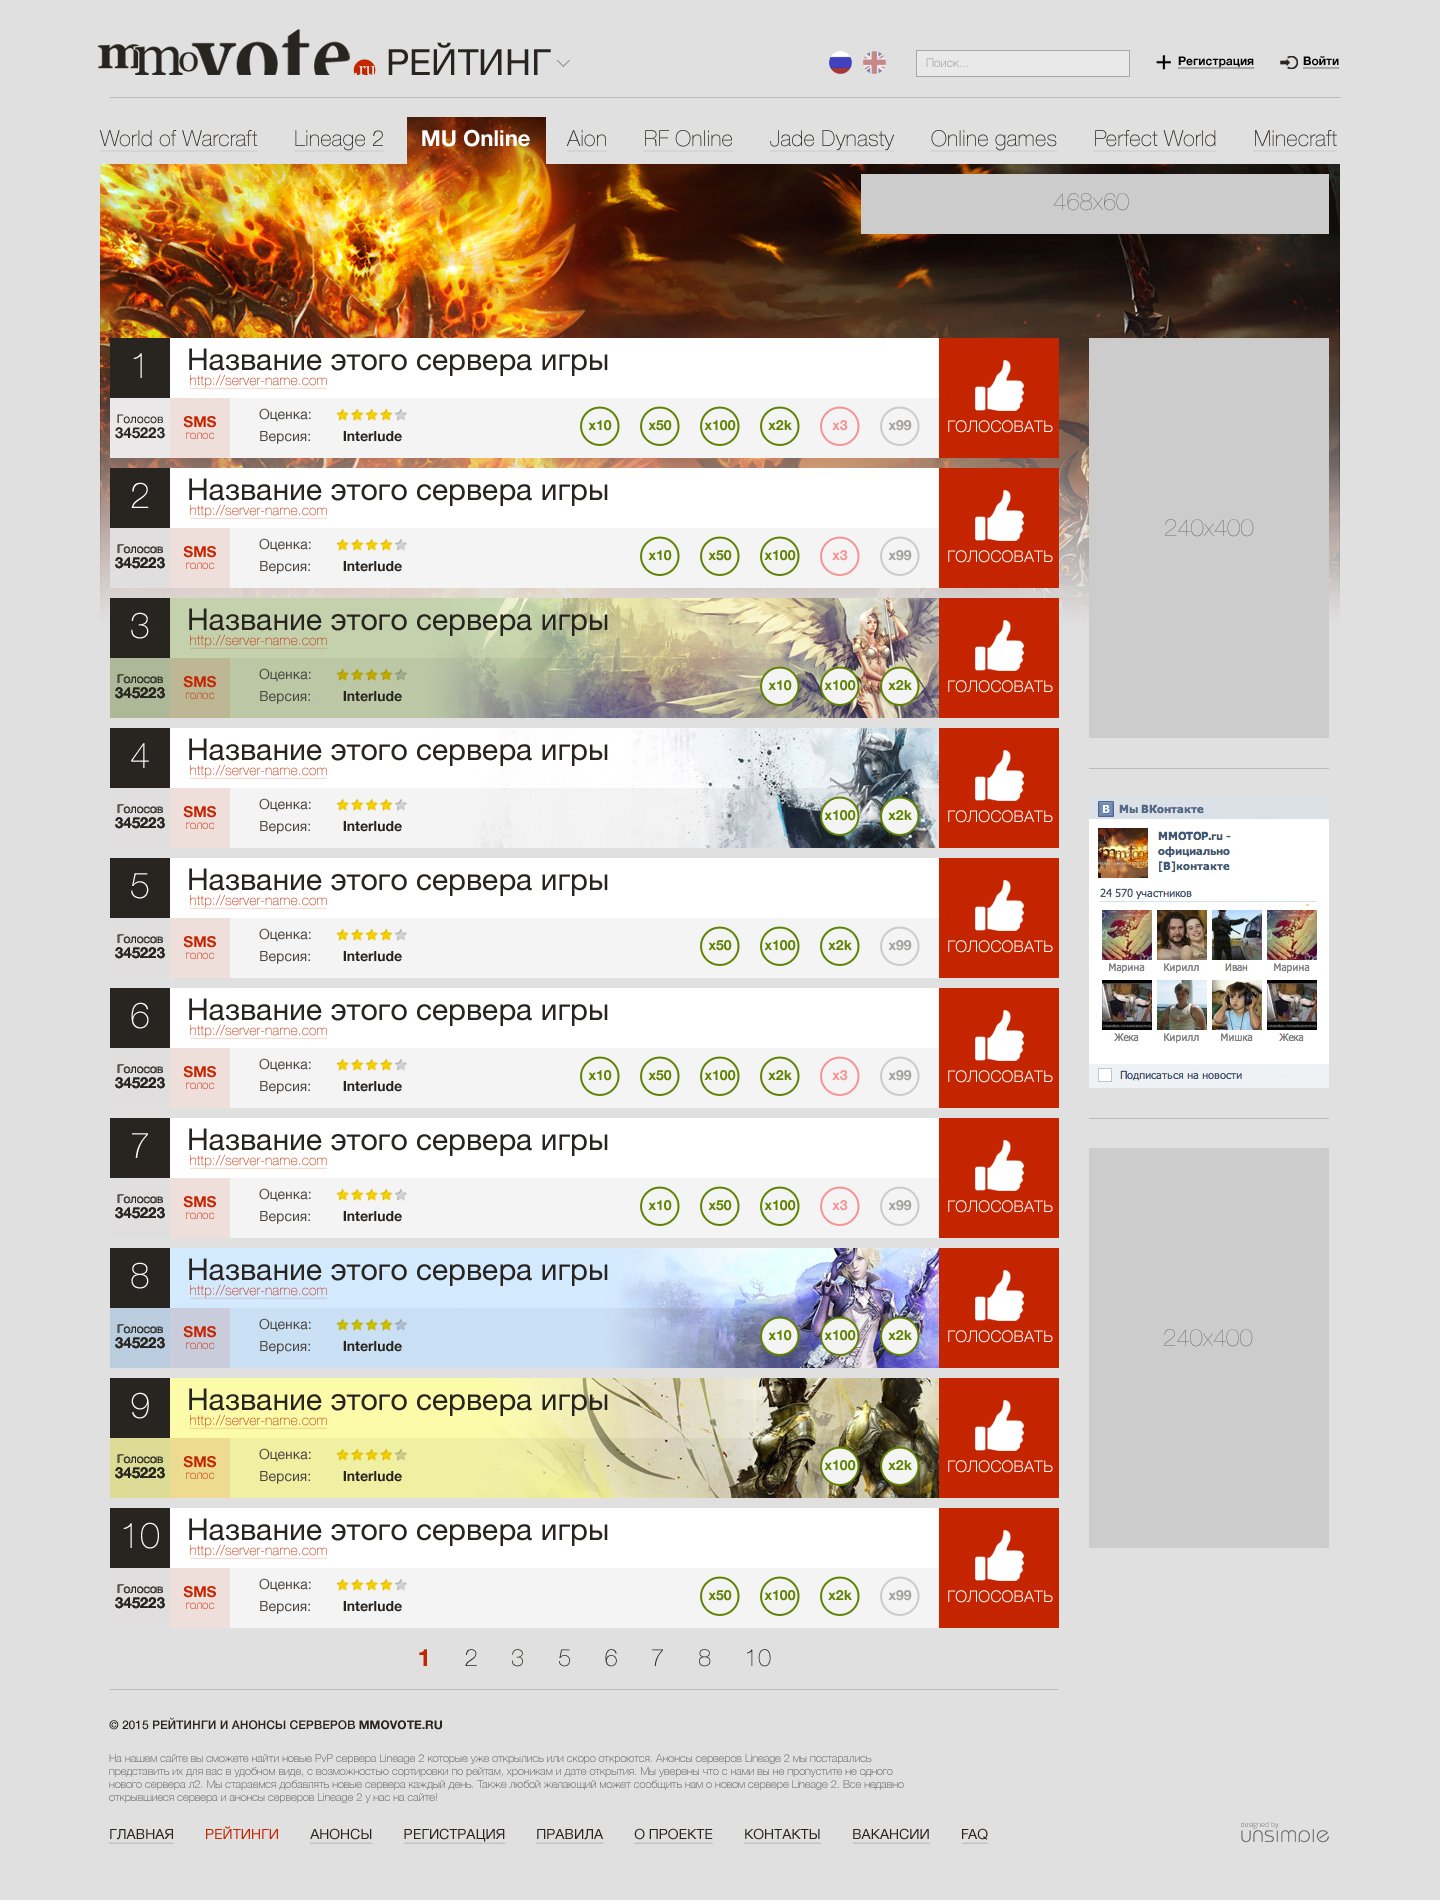 mmovote.ru РЕЙТИНГ
Поиск...
Регистрация
Войти
World of Warcraft
Lineage 2
MU Online
Aion
RF Online
Jade Dynasty
Online games
Perfect World
Minecraft
468x60
1
Название этого сервера игры
http://server-name.com
Голосов
345223
SMS
голос
Оценка:
Версия: Interlude
x10 x50 x100 x2k x3 x99
ГОЛОСОВАТЬ
2
Название этого сервера игры
http://server-name.com
Голосов
345223
SMS
голос
Оценка:
Версия: Interlude
x10 x50 x100 x3 x99
ГОЛОСОВАТЬ
3
Название этого сервера игры
http://server-name.com
Голосов
345223
SMS
голос
Оценка:
Версия: Interlude
x10 x100 x2k
ГОЛОСОВАТЬ
4
Название этого сервера игры
http://server-name.com
Голосов
345223
SMS
голос
Оценка:
Версия: Interlude
x100 x2k
ГОЛОСОВАТЬ
5
Название этого сервера игры
http://server-name.com
Голосов
345223
SMS
голос
Оценка:
Версия: Interlude
x50 x100 x2k x99
ГОЛОСОВАТЬ
6
Название этого сервера игры
http://server-name.com
Голосов
345223
SMS
голос
Оценка:
Версия: Interlude
x10 x50 x100 x2k x3 x99
ГОЛОСОВАТЬ
7
Название этого сервера игры
http://server-name.com
Голосов
345223
SMS
голос
Оценка:
Версия: Interlude
x10 x50 x100 x3 x99
ГОЛОСОВАТЬ
8
Название этого сервера игры
http://server-name.com
Голосов
345223
SMS
голос
Оценка:
Версия: Interlude
x10 x100 x2k
ГОЛОСОВАТЬ
9
Название этого сервера игры
http://server-name.com
Голосов
345223
SMS
голос
Оценка:
Версия: Interlude
x100 x2k
ГОЛОСОВАТЬ
10
Название этого сервера игры
http://server-name.com
Голосов
345223
SMS
голос
Оценка:
Версия: Interlude
x50 x100 x2k x99
ГОЛОСОВАТЬ
1 2 3 5 6 7 8 10
240x400
В Мы ВКонтакте
MMOTOP.ru -
официально
[В]контакте
24 570 участников
Марина Кирилл Иван Марина
Жека Кирилл Мишка Жека
Подписаться на новости
240x400
© 2015 РЕЙТИНГИ И АНОНСЫ СЕРВЕРОВ MMOVOTE.RU
На нашем сайте вы сможете найти новые PvP сервера Lineage 2 которые уже открылись или скоро откроются. Анонсы серверов Lineage 2 мы постарались
представить их для вас в удобном виде, с возможностью сортировки по рейтам, хроникам и дате открытия. Мы уверены что с нами вы не пропустите не одного
нового сервера л2. Мы стараемся добавлять новые сервера каждый день. Также любой желающий может сообщить нам о новом сервере Lineage 2. Все недавно
открывшиеся сервера и анонсы серверов Lineage 2 у нас на сайте!
ГЛАВНАЯ РЕЙТИНГИ АНОНСЫ РЕГИСТРАЦИЯ ПРАВИЛА О ПРОЕКТЕ КОНТАКТЫ ВАКАНСИИ FAQ
designed by
unsimple